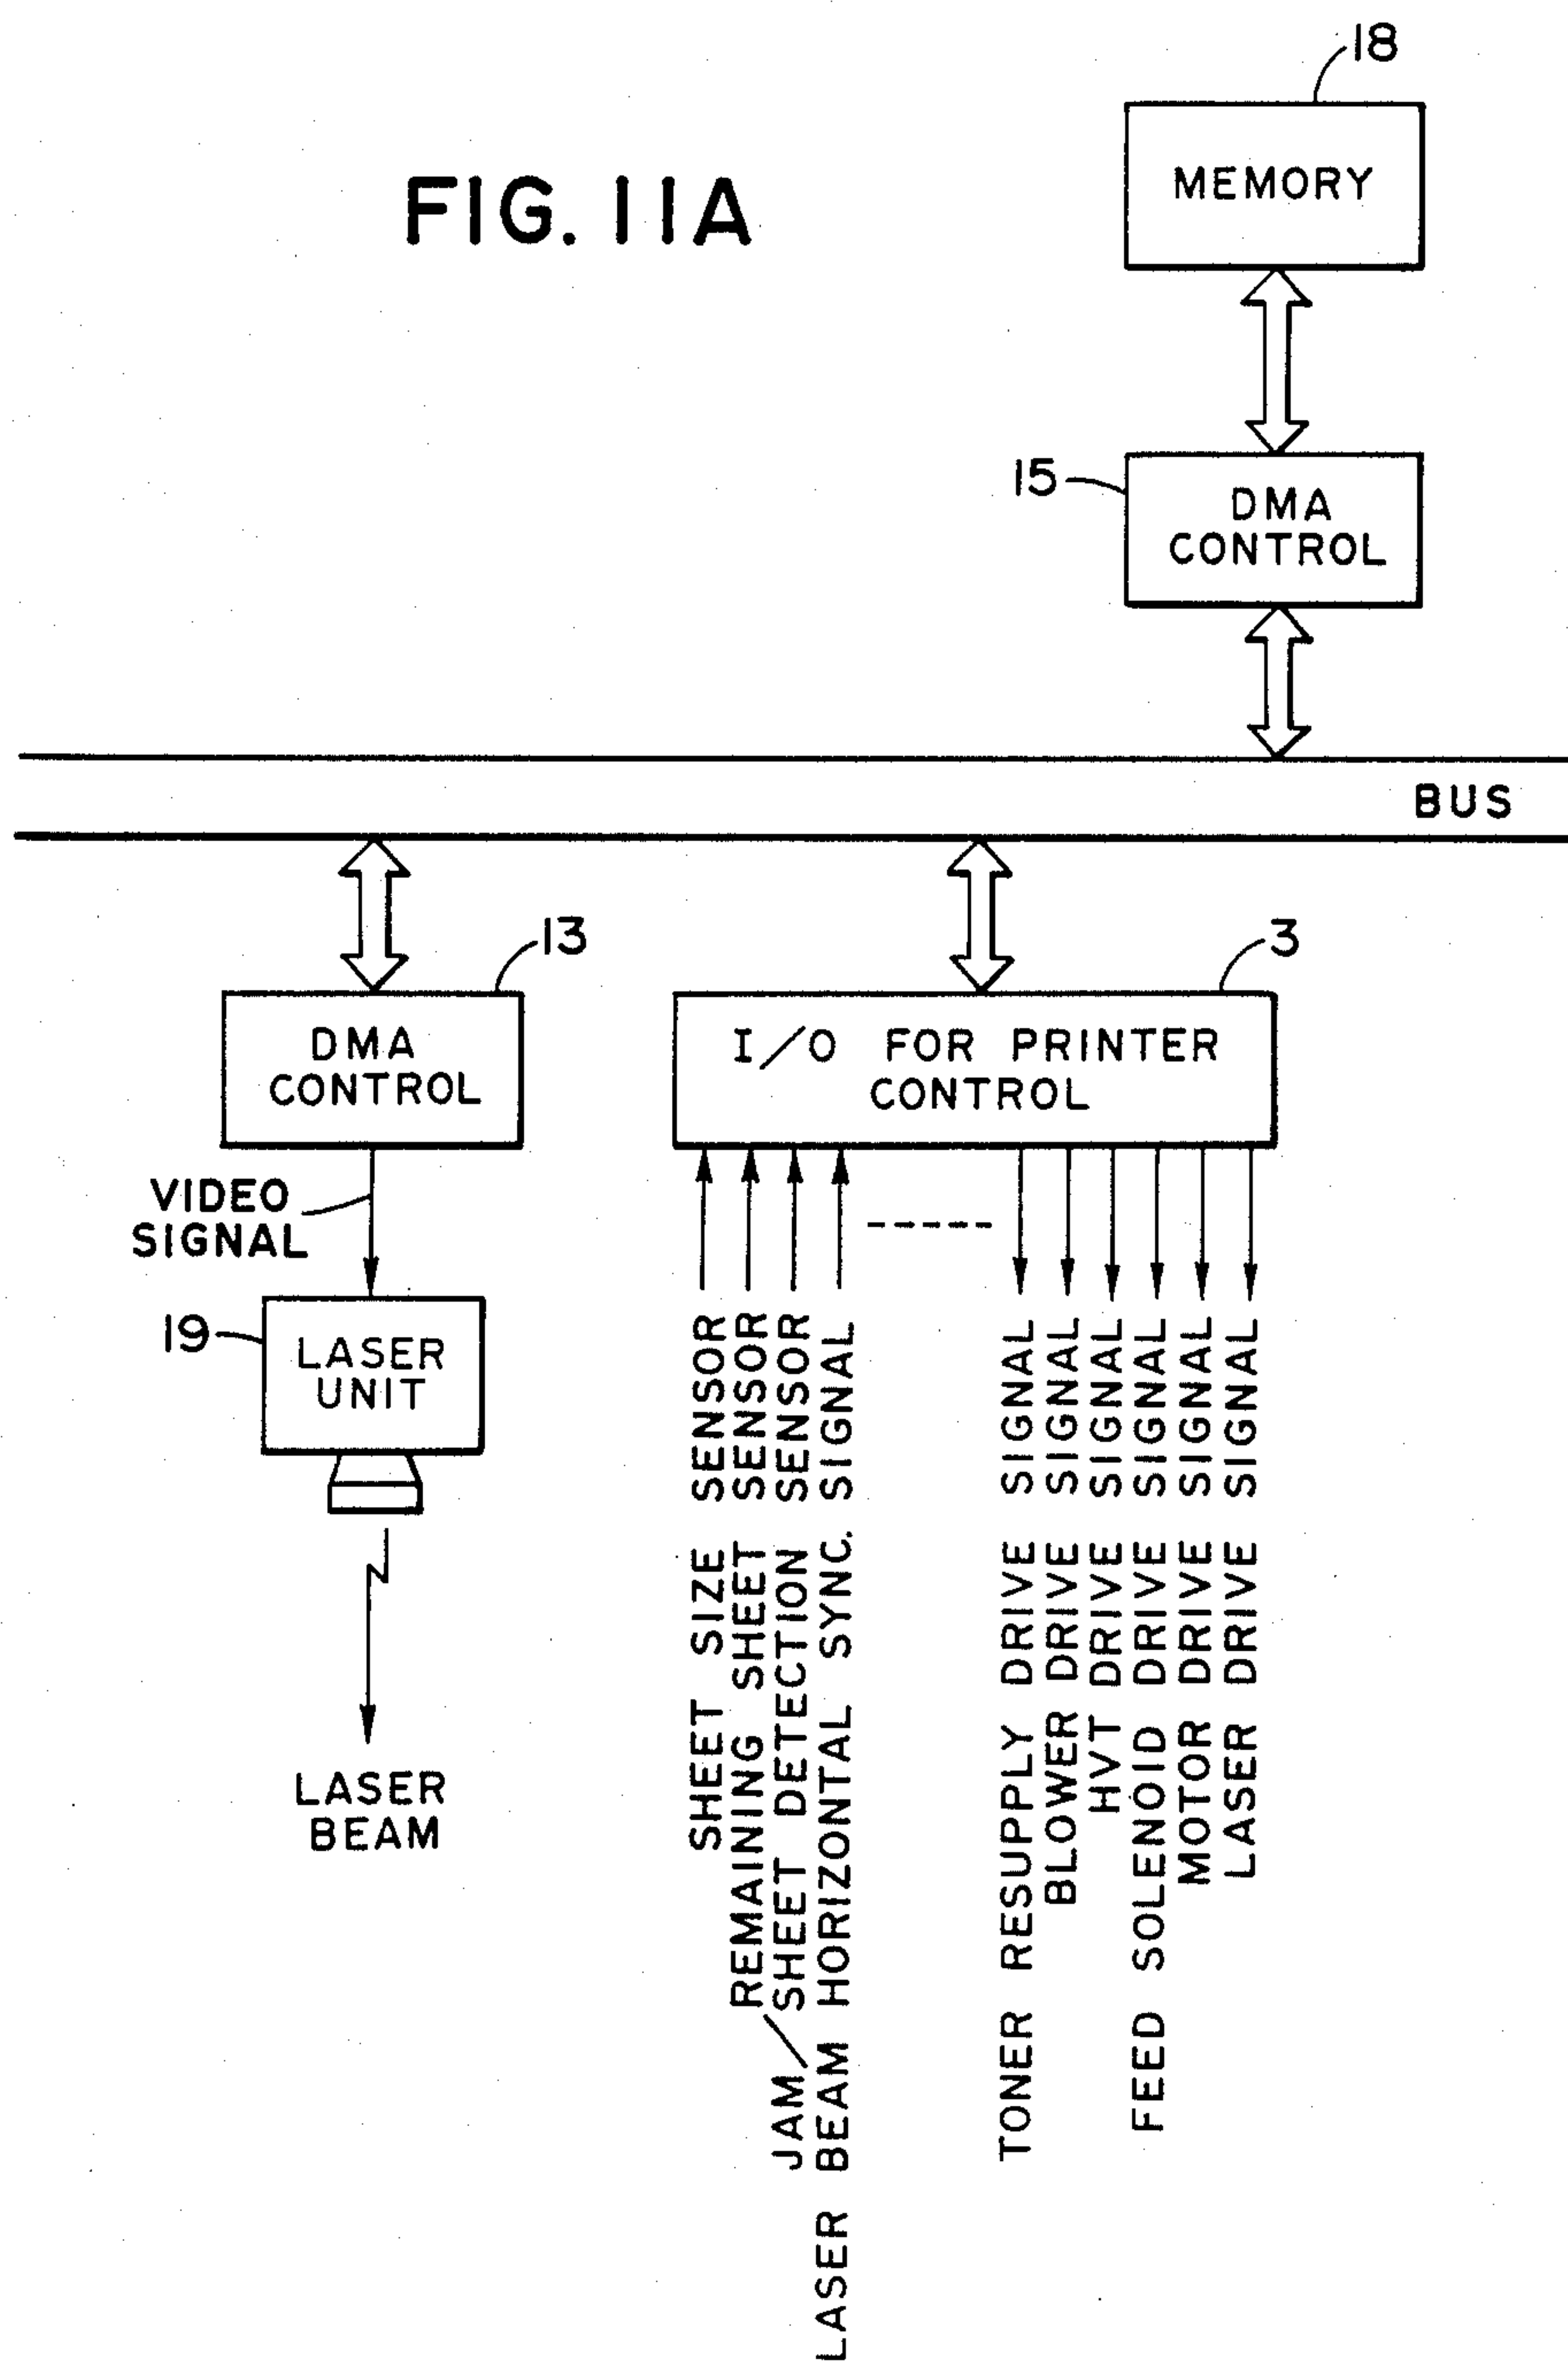 18
MEMORY
FIG. 11A
15
DMA
CONTROL
BUS
13
3
DMA
CONTROL
I/O FOR PRINTER
CONTROL
VIDEO
SIGNAL
19
LASER
UNIT
LASER
BEAM
SHEET SIZE SENSOR
REMAINING SHEET SENSOR
JAM/SHEET DETECTION SENSOR
LASER BEAM HORIZONTAL SYNC. SIGNAL
TONER RESUPPLY DRIVE SIGNAL
BLOWER DRIVE SIGNAL
HVT DRIVE SIGNAL
FEED SOLENOID DRIVE SIGNAL
MOTOR DRIVE SIGNAL
LASER DRIVE SIGNAL